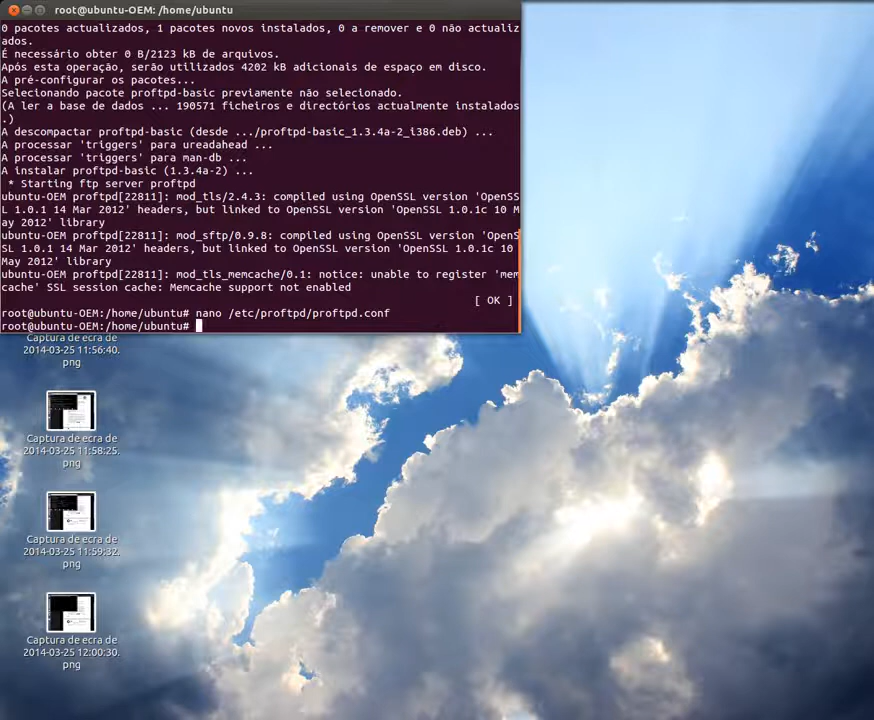 root@ubuntu-OEM: /home/ubuntu
0 pacotes actualizados, 1 pacotes novos instalados, 0 a remover e 0 não actualiz
ados.
É necessário obter 0 B/2123 kB de arquivos.
Após esta operação, serão utilizados 4202 kB adicionais de espaço em disco.
A pré-configurar os pacotes...
Selecionando pacote proftpd-basic previamente não selecionado.
(A ler a base de dados ... 190571 ficheiros e directórios actualmente instalados
.)
A descompactar proftpd-basic (desde .../proftpd-basic_1.3.4a-2_i386.deb) ...
A processar 'triggers' para ureadahead ...
A processar 'triggers' para man-db ...
A instalar proftpd-basic (1.3.4a-2) ...
* Starting ftp server proftpd
ubuntu-OEM proftpd[22811]: mod_tls/2.4.3: compiled using OpenSSL version 'OpenSS
L 1.0.1 14 Mar 2012' headers, but linked to OpenSSL version 'OpenSSL 1.0.1c 10 M
ay 2012' library
ubuntu-OEM proftpd[22811]: mod_sftp/0.9.8: compiled using OpenSSL version 'OpenS
SL 1.0.1 14 Mar 2012' headers, but linked to OpenSSL version 'OpenSSL 1.0.1c 10
May 2012' library
ubuntu-OEM proftpd[22811]: mod_tls_memcache/0.1: notice: unable to register 'mem
cache' SSL session cache: Memcache support not enabled
[ OK ]
root@ubuntu-OEM:/home/ubuntu# nano /etc/proftpd/proftpd.conf
root@ubuntu-OEM:/home/ubuntu#
Captura de ecra de
2014-03-25 11:56:40.
png
Captura de ecra de
2014-03-25 11:58:25.
png
Captura de ecra de
2014-03-25 11:59:32.
png
Captura de ecra de
2014-03-25 12:00:30.
png